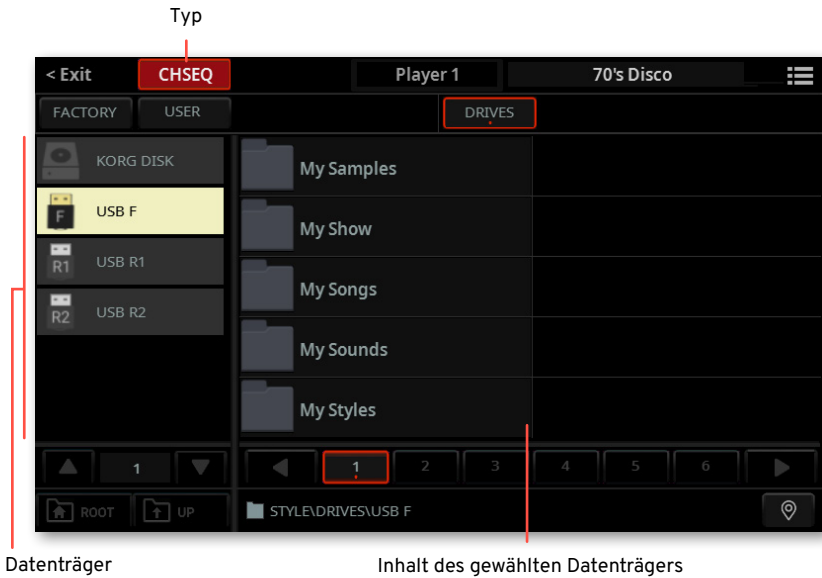 Typ
< Exit CHSEQ Player 1 70's Disco
FACTORY USER DRIVES
KORG DISK
F USB F
R1 USB R1
R2 USB R2
My Samples
My Show
My Songs
My Sounds
My Styles
1 1 2 3 4 5 6
ROOT UP STYLE\DRIVES\USB F
Datenträger Inhalt des gewählten Datenträgers